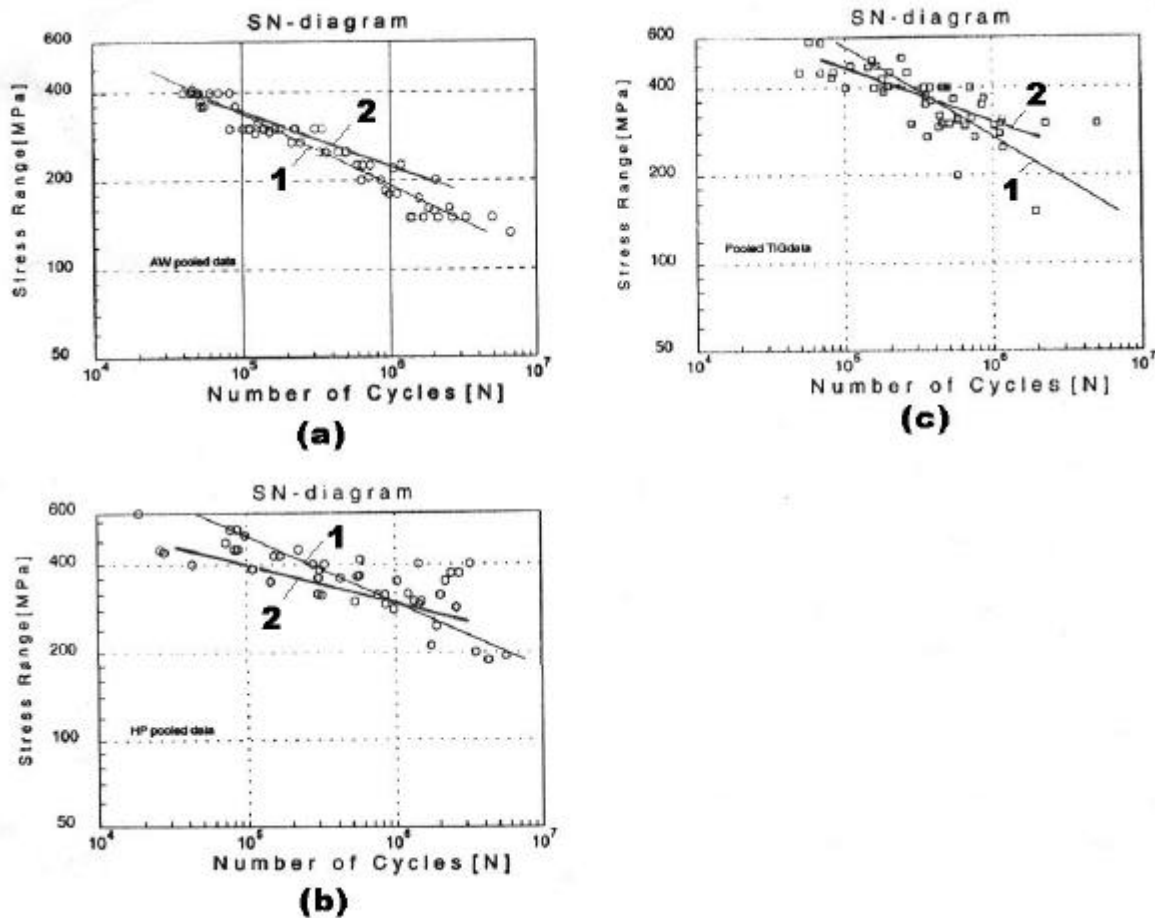 SN-diagram
600
400
200
100
50
Stress Range[MPa]
1
2
AW pooled data
10⁴
10⁵
10⁶
10⁷
Number of Cycles [N]
(a)
SN-diagram
600
400
200
100
50
Stress Range[MPa]
2
1
Pooled TIGdata
10⁴
10⁵
10⁶
10⁷
Number of Cycles [N]
(c)
SN-diagram
600
400
200
100
50
Stress Range[MPa]
1
2
HP pooled data
10⁴
10⁵
10⁶
10⁷
Number of Cycles [N]
(b)